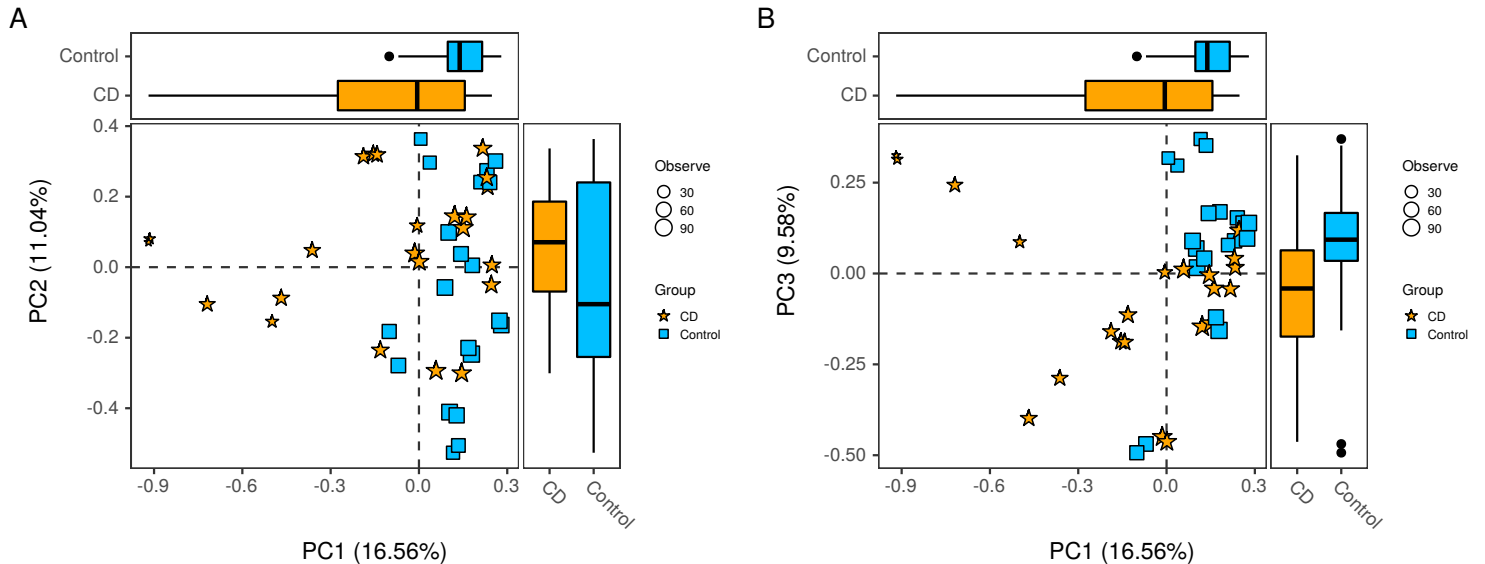 A
Control
CD
0.4
0.2
0.0
-0.2
-0.4
PC2 (11.04%)
-0.9
-0.6
-0.3
0.0
0.3
PC1 (16.56%)
CD
Control
Observe
30
60
90
Group
CD
Control
B
Control
CD
0.25
0.00
-0.25
-0.50
PC3 (9.58%)
-0.9
-0.6
-0.3
0.0
0.3
PC1 (16.56%)
CD
Control
Observe
30
60
90
Group
CD
Control